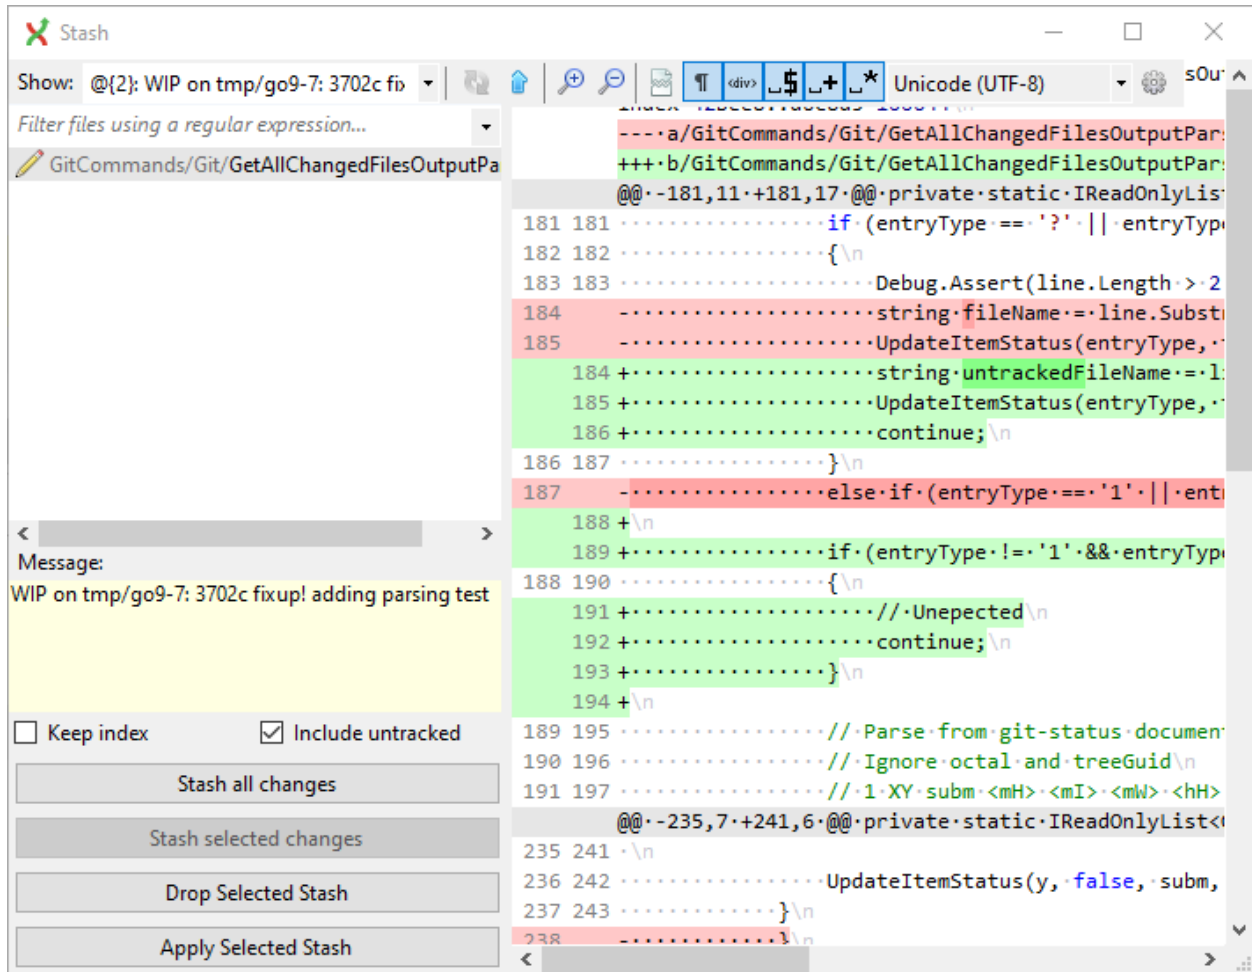 Stash
Show: @{2}: WIP on tmp/go9-7: 3702c fix
¶ <div> ␣$ ␣+ ␣* Unicode (UTF-8)
Filter files using a regular expression...
GitCommands/Git/GetAllChangedFilesOutputPa
Message:
WIP on tmp/go9-7: 3702c fixup! adding parsing test
Keep index
Include untracked
Stash all changes
Stash selected changes
Drop Selected Stash
Apply Selected Stash
---·a/GitCommands/Git/GetAllChangedFilesOutputPar
+++·b/GitCommands/Git/GetAllChangedFilesOutputPar
@@·-181,11·+181,17·@@·private·static·IReadOnlyLis
181 181 ·················if·(entryType·==·'?'·||·entryTyp
182 182 ·················{\n
183 183 ·····················Debug.Assert(line.Length·>·2
184 -····················string·fileName·=·line.Subst
185 -····················UpdateItemStatus(entryType,·
184 +····················string·untrackedFileName·=·l
185 +····················UpdateItemStatus(entryType,·
186 +····················continue;\n
186 187 ·················}\n
187 -················else·if·(entryType·==·'1'·||·ent
188 +\n
189 +················if·(entryType·!=·'1'·&&·entryTyp
188 190 ·················{\n
191 +····················//·Unepected\n
192 +····················continue;\n
193 +················}\n
194 +\n
189 195 ·················//·Parse·from·git-status·documen
190 196 ·················//·Ignore·octal·and·treeGuid\n
191 197 ·················//·1·XY·subm·<mH>·<mI>·<mW>·<hH>
@@·-235,7·+241,6·@@·private·static·IReadOnlyList<
235 241 ·\n
236 242 ·················UpdateItemStatus(y,·false,·subm,
237 243 ·············}\n
238 -············}\n